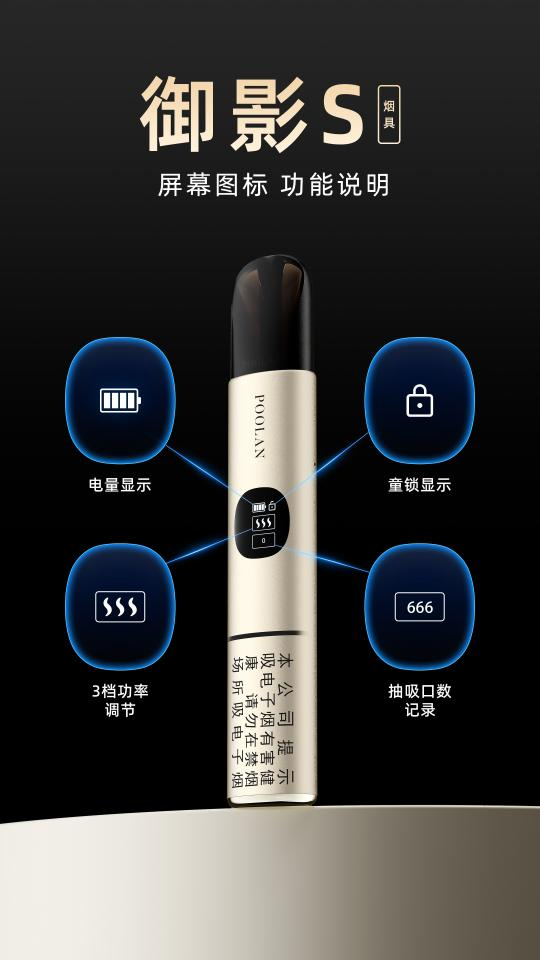 御影S
烟具
屏幕图标 功能说明
POOLAN
电量显示
童锁显示
0
3档功率
调节
666
抽吸口数
记录
本公司提示
吸电子烟有害健
康 请勿在禁烟
场所吸电子烟